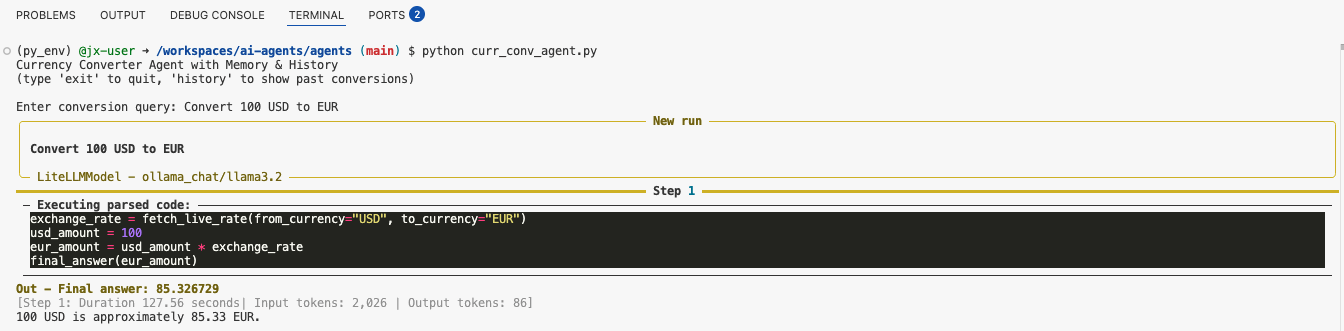 PROBLEMS OUTPUT DEBUG CONSOLE TERMINAL PORTS 2
(py_env) @jx-user → /workspaces/ai-agents/agents (main) $ python curr_conv_agent.py
Currency Converter Agent with Memory & History
(type 'exit' to quit, 'history' to show past conversions)
Enter conversion query: Convert 100 USD to EUR
New run
Convert 100 USD to EUR
LiteLLMModel - ollama_chat/llama3.2
Step 1
Executing parsed code:
exchange_rate = fetch_live_rate(from_currency="USD", to_currency="EUR")
usd_amount = 100
eur_amount = usd_amount * exchange_rate
final_answer(eur_amount)
Out - Final answer: 85.326729
[Step 1: Duration 127.56 seconds| Input tokens: 2,026 | Output tokens: 86]
100 USD is approximately 85.33 EUR.